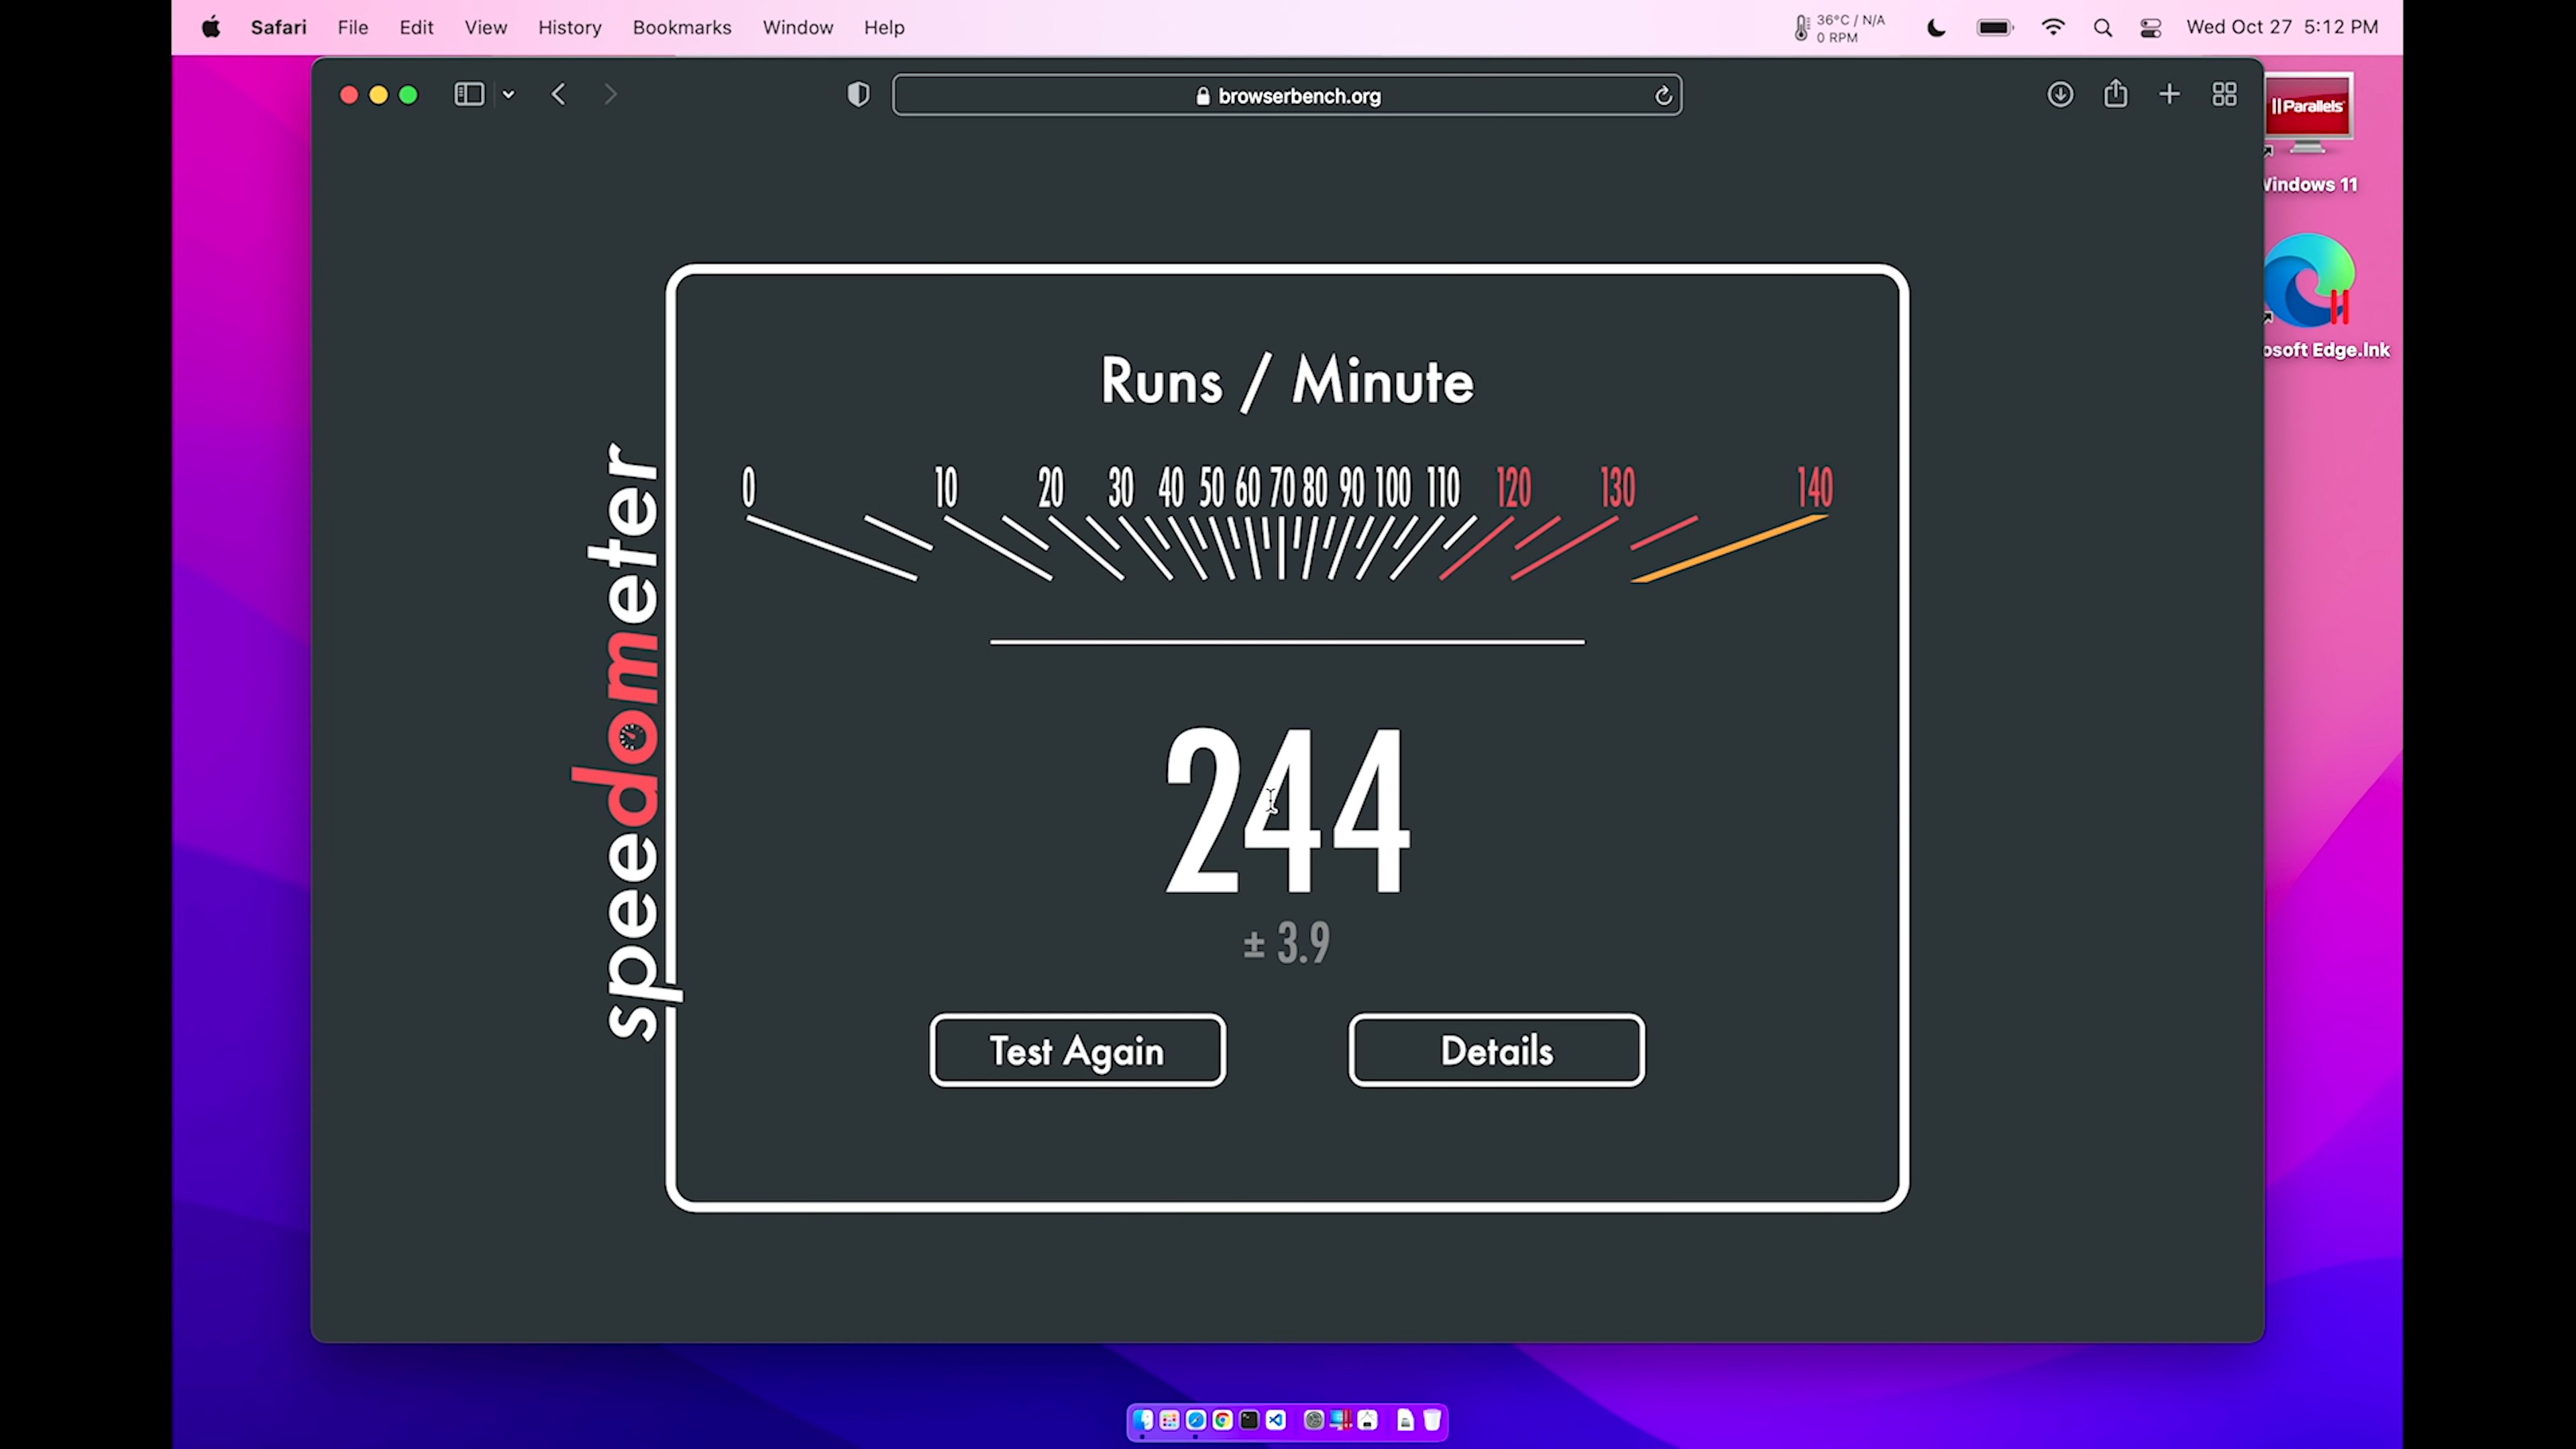 Safari File Edit View History Bookmarks Window Help
36°C / N/A
0 RPM
Wed Oct 27 5:12 PM
browserbench.org
||Parallels
Windows 11
osoft Edge.lnk
speedometer
Runs / Minute
0 10 20 30 40 50 60 70 80 90 100 110 120 130 140
244
± 3.9
Test Again
Details